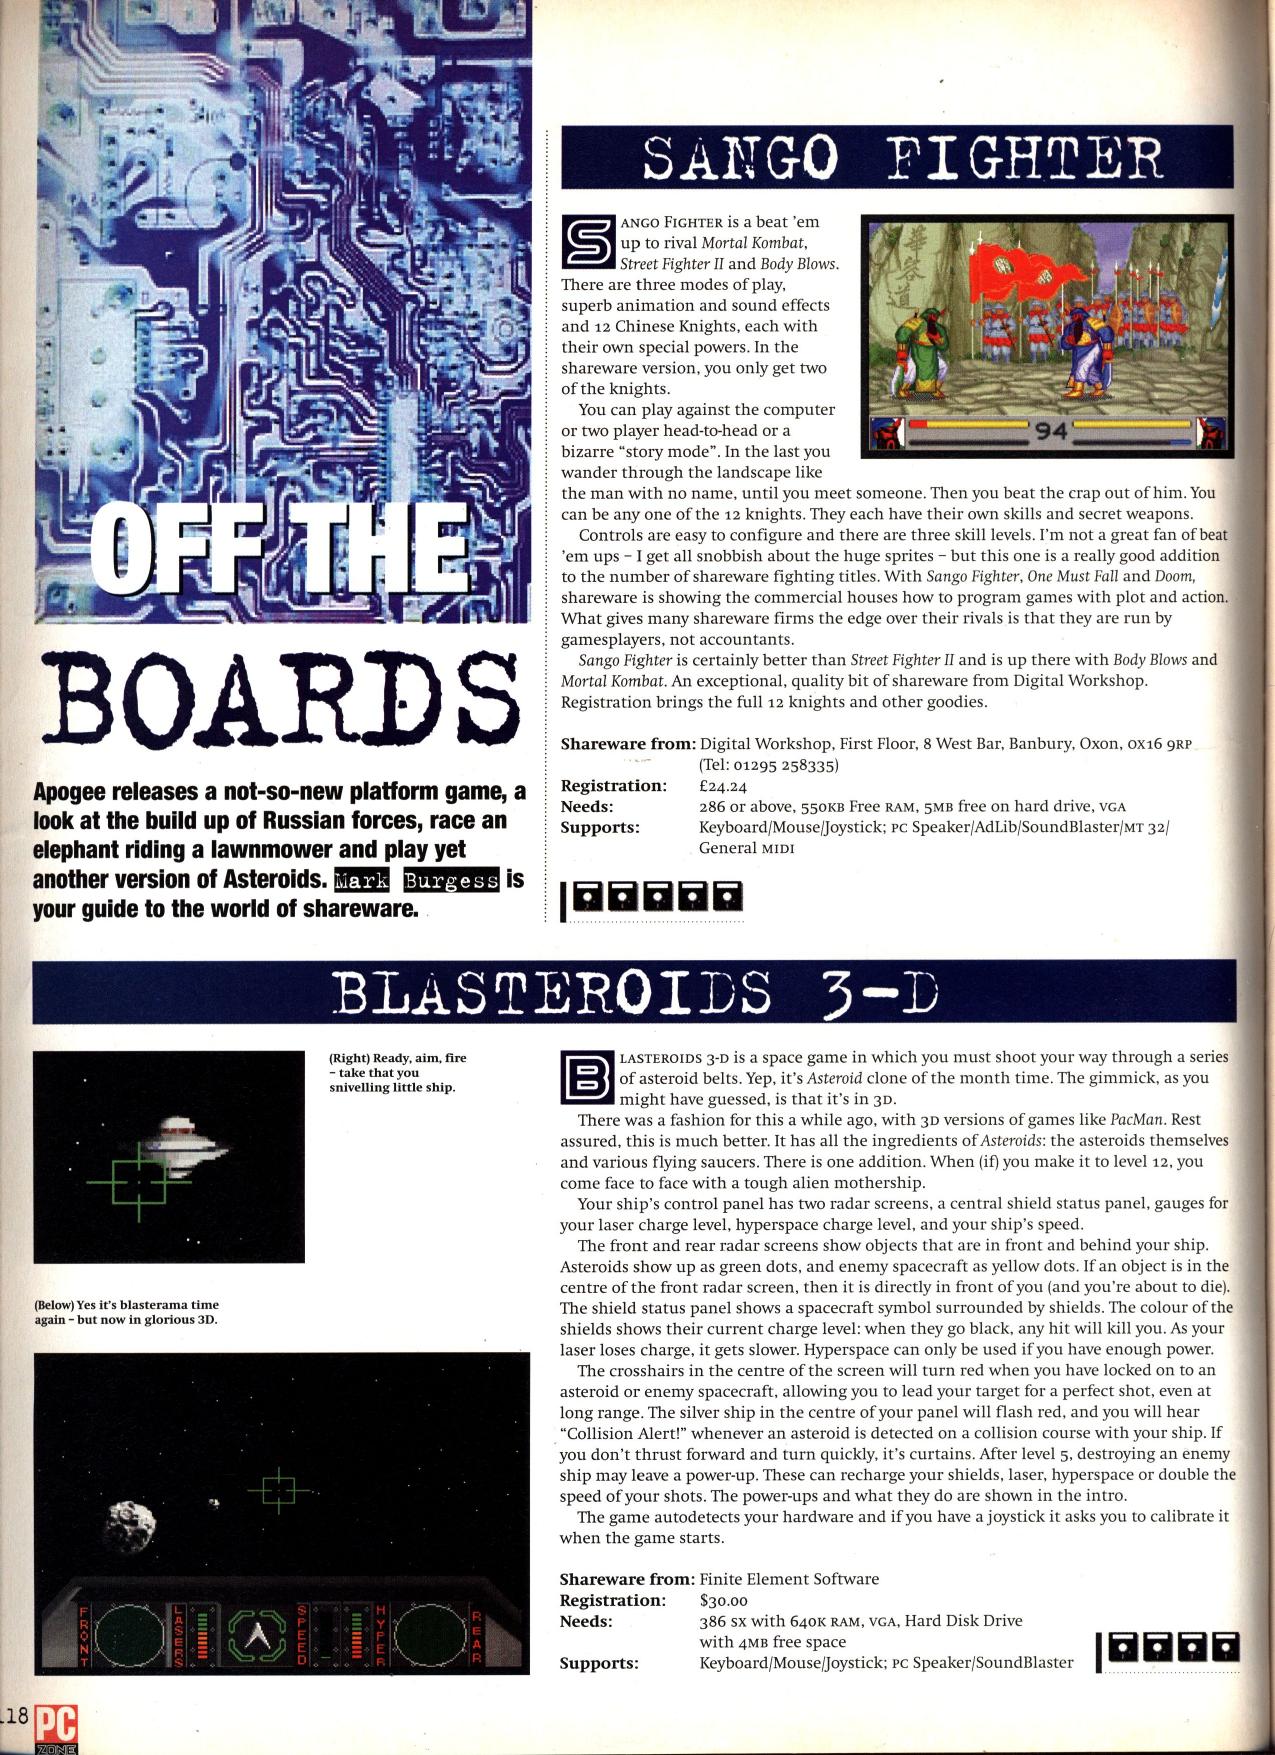 OFF THE
BOARDS
Apogee releases a not-so-new platform game, a
look at the build up of Russian forces, race an
elephant riding a lawnmower and play yet
another version of Asteroids. Mark Burgess is
your guide to the world of shareware.
SANGO FIGHTER
SANGO FIGHTER is a beat 'em
up to rival Mortal Kombat,
Street Fighter II and Body Blows.
There are three modes of play,
superb animation and sound effects
and 12 Chinese Knights, each with
their own special powers. In the
shareware version, you only get two
of the knights.
You can play against the computer
or two player head-to-head or a
bizarre “story mode”. In the last you
wander through the landscape like
the man with no name, until you meet someone. Then you beat the crap out of him. You
can be any one of the 12 knights. They each have their own skills and secret weapons.
Controls are easy to configure and there are three skill levels. I'm not a great fan of beat
'em ups – I get all snobbish about the huge sprites – but this one is a really good addition
to the number of shareware fighting titles. With Sango Fighter, One Must Fall and Doom,
shareware is showing the commercial houses how to program games with plot and action.
What gives many shareware firms the edge over their rivals is that they are run by
gamesplayers, not accountants.
Sango Fighter is certainly better than Street Fighter II and is up there with Body Blows and
Mortal Kombat. An exceptional, quality bit of shareware from Digital Workshop.
Registration brings the full 12 knights and other goodies.
華容道
94
Shareware from: Digital Workshop, First Floor, 8 West Bar, Banbury, Oxon, OX16 9RP
(Tel: 01295 258335)
Registration: £24.24
Needs: 286 or above, 550KB Free RAM, 5MB free on hard drive, VGA
Supports: Keyboard/Mouse/Joystick; PC Speaker/AdLib/SoundBlaster/MT 32/
General MIDI
BLASTEROIDS 3-D
(Right) Ready, aim, fire
– take that you
snivelling little ship.
(Below) Yes it's blasterama time
again – but now in glorious 3D.
FRONT
LASERS
SPEED
HYPER
REAR
BLASTEROIDS 3-D is a space game in which you must shoot your way through a series
of asteroid belts. Yep, it's Asteroid clone of the month time. The gimmick, as you
might have guessed, is that it's in 3D.
There was a fashion for this a while ago, with 3D versions of games like PacMan. Rest
assured, this is much better. It has all the ingredients of Asteroids: the asteroids themselves
and various flying saucers. There is one addition. When (if) you make it to level 12, you
come face to face with a tough alien mothership.
Your ship's control panel has two radar screens, a central shield status panel, gauges for
your laser charge level, hyperspace charge level, and your ship's speed.
The front and rear radar screens show objects that are in front and behind your ship.
Asteroids show up as green dots, and enemy spacecraft as yellow dots. If an object is in the
centre of the front radar screen, then it is directly in front of you (and you're about to die).
The shield status panel shows a spacecraft symbol surrounded by shields. The colour of the
shields shows their current charge level: when they go black, any hit will kill you. As your
laser loses charge, it gets slower. Hyperspace can only be used if you have enough power.
The crosshairs in the centre of the screen will turn red when you have locked on to an
asteroid or enemy spacecraft, allowing you to lead your target for a perfect shot, even at
long range. The silver ship in the centre of your panel will flash red, and you will hear
“Collision Alert!” whenever an asteroid is detected on a collision course with your ship. If
you don't thrust forward and turn quickly, it's curtains. After level 5, destroying an enemy
ship may leave a power-up. These can recharge your shields, laser, hyperspace or double the
speed of your shots. The power-ups and what they do are shown in the intro.
The game autodetects your hardware and if you have a joystick it asks you to calibrate it
when the game starts.
Shareware from: Finite Element Software
Registration: $30.00
Needs: 386 SX with 640K RAM, VGA, Hard Disk Drive
with 4MB free space
Supports: Keyboard/Mouse/Joystick; PC Speaker/SoundBlaster
118 PC
ZONE